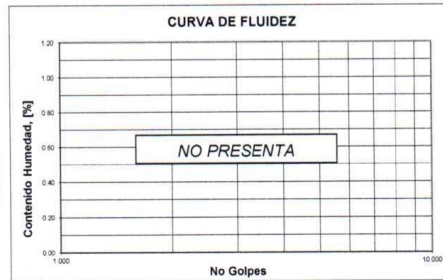 CURVA DE FLUIDEZ
Contenido Humedad, [%]
1.20
1.00
0.80
0.60
0.40
0.20
0.00
NO PRESENTA
1.000
10.000
No Golpes